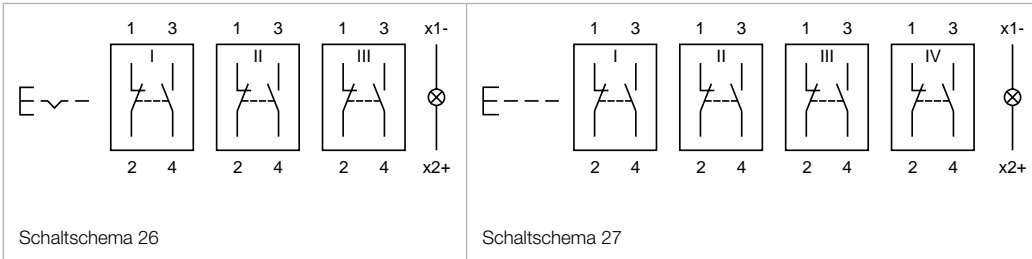 1 3 1 3 1 3 x1-
I II III
2 4 2 4 2 4 x2+
Schaltschema 26
1 3 1 3 1 3 1 3 x1-
I II III IV
2 4 2 4 2 4 2 4 x2+
Schaltschema 27